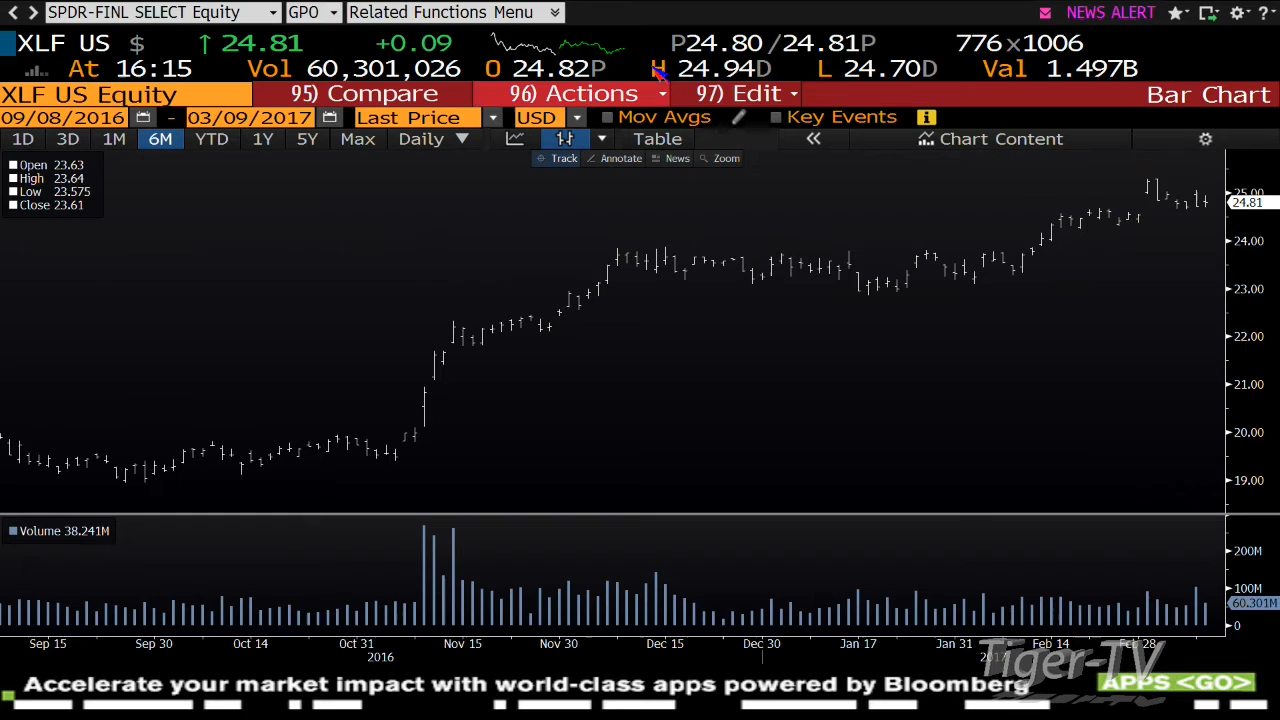 SPDR-FINL SELECT Equity GPO Related Functions Menu NEWS ALERT ?
XLF US $ ↑ 24.81 +0.09 P24.80 /24.81P 776x1006
At 16:15 Vol 60,301,026 O 24.82P H 24.94D L 24.70D Val 1.497B
XLF US Equity 95) Compare 96) Actions 97) Edit Bar Chart
09/08/2016 - 03/09/2017 Last Price USD Mov Avgs Key Events
1D 3D 1M 6M YTD 1Y 5Y Max Daily ▼ Table « Chart Content
Track Annotate News Zoom
Open 23.63
High 23.64
Low 23.575
Close 23.61
25.00
24.81
24.00
23.00
22.00
21.00
20.00
19.00
Volume 38.241M
200M
100M
60.301M
0
Sep 15 Sep 30 Oct 14 Oct 31 Nov 15 Nov 30 Dec 15 Dec 30 Jan 17 Jan 31 Feb 14 Feb 28
2016
Tiger-TV
Accelerate your market impact with world-class apps powered by Bloomberg APPS <GO>